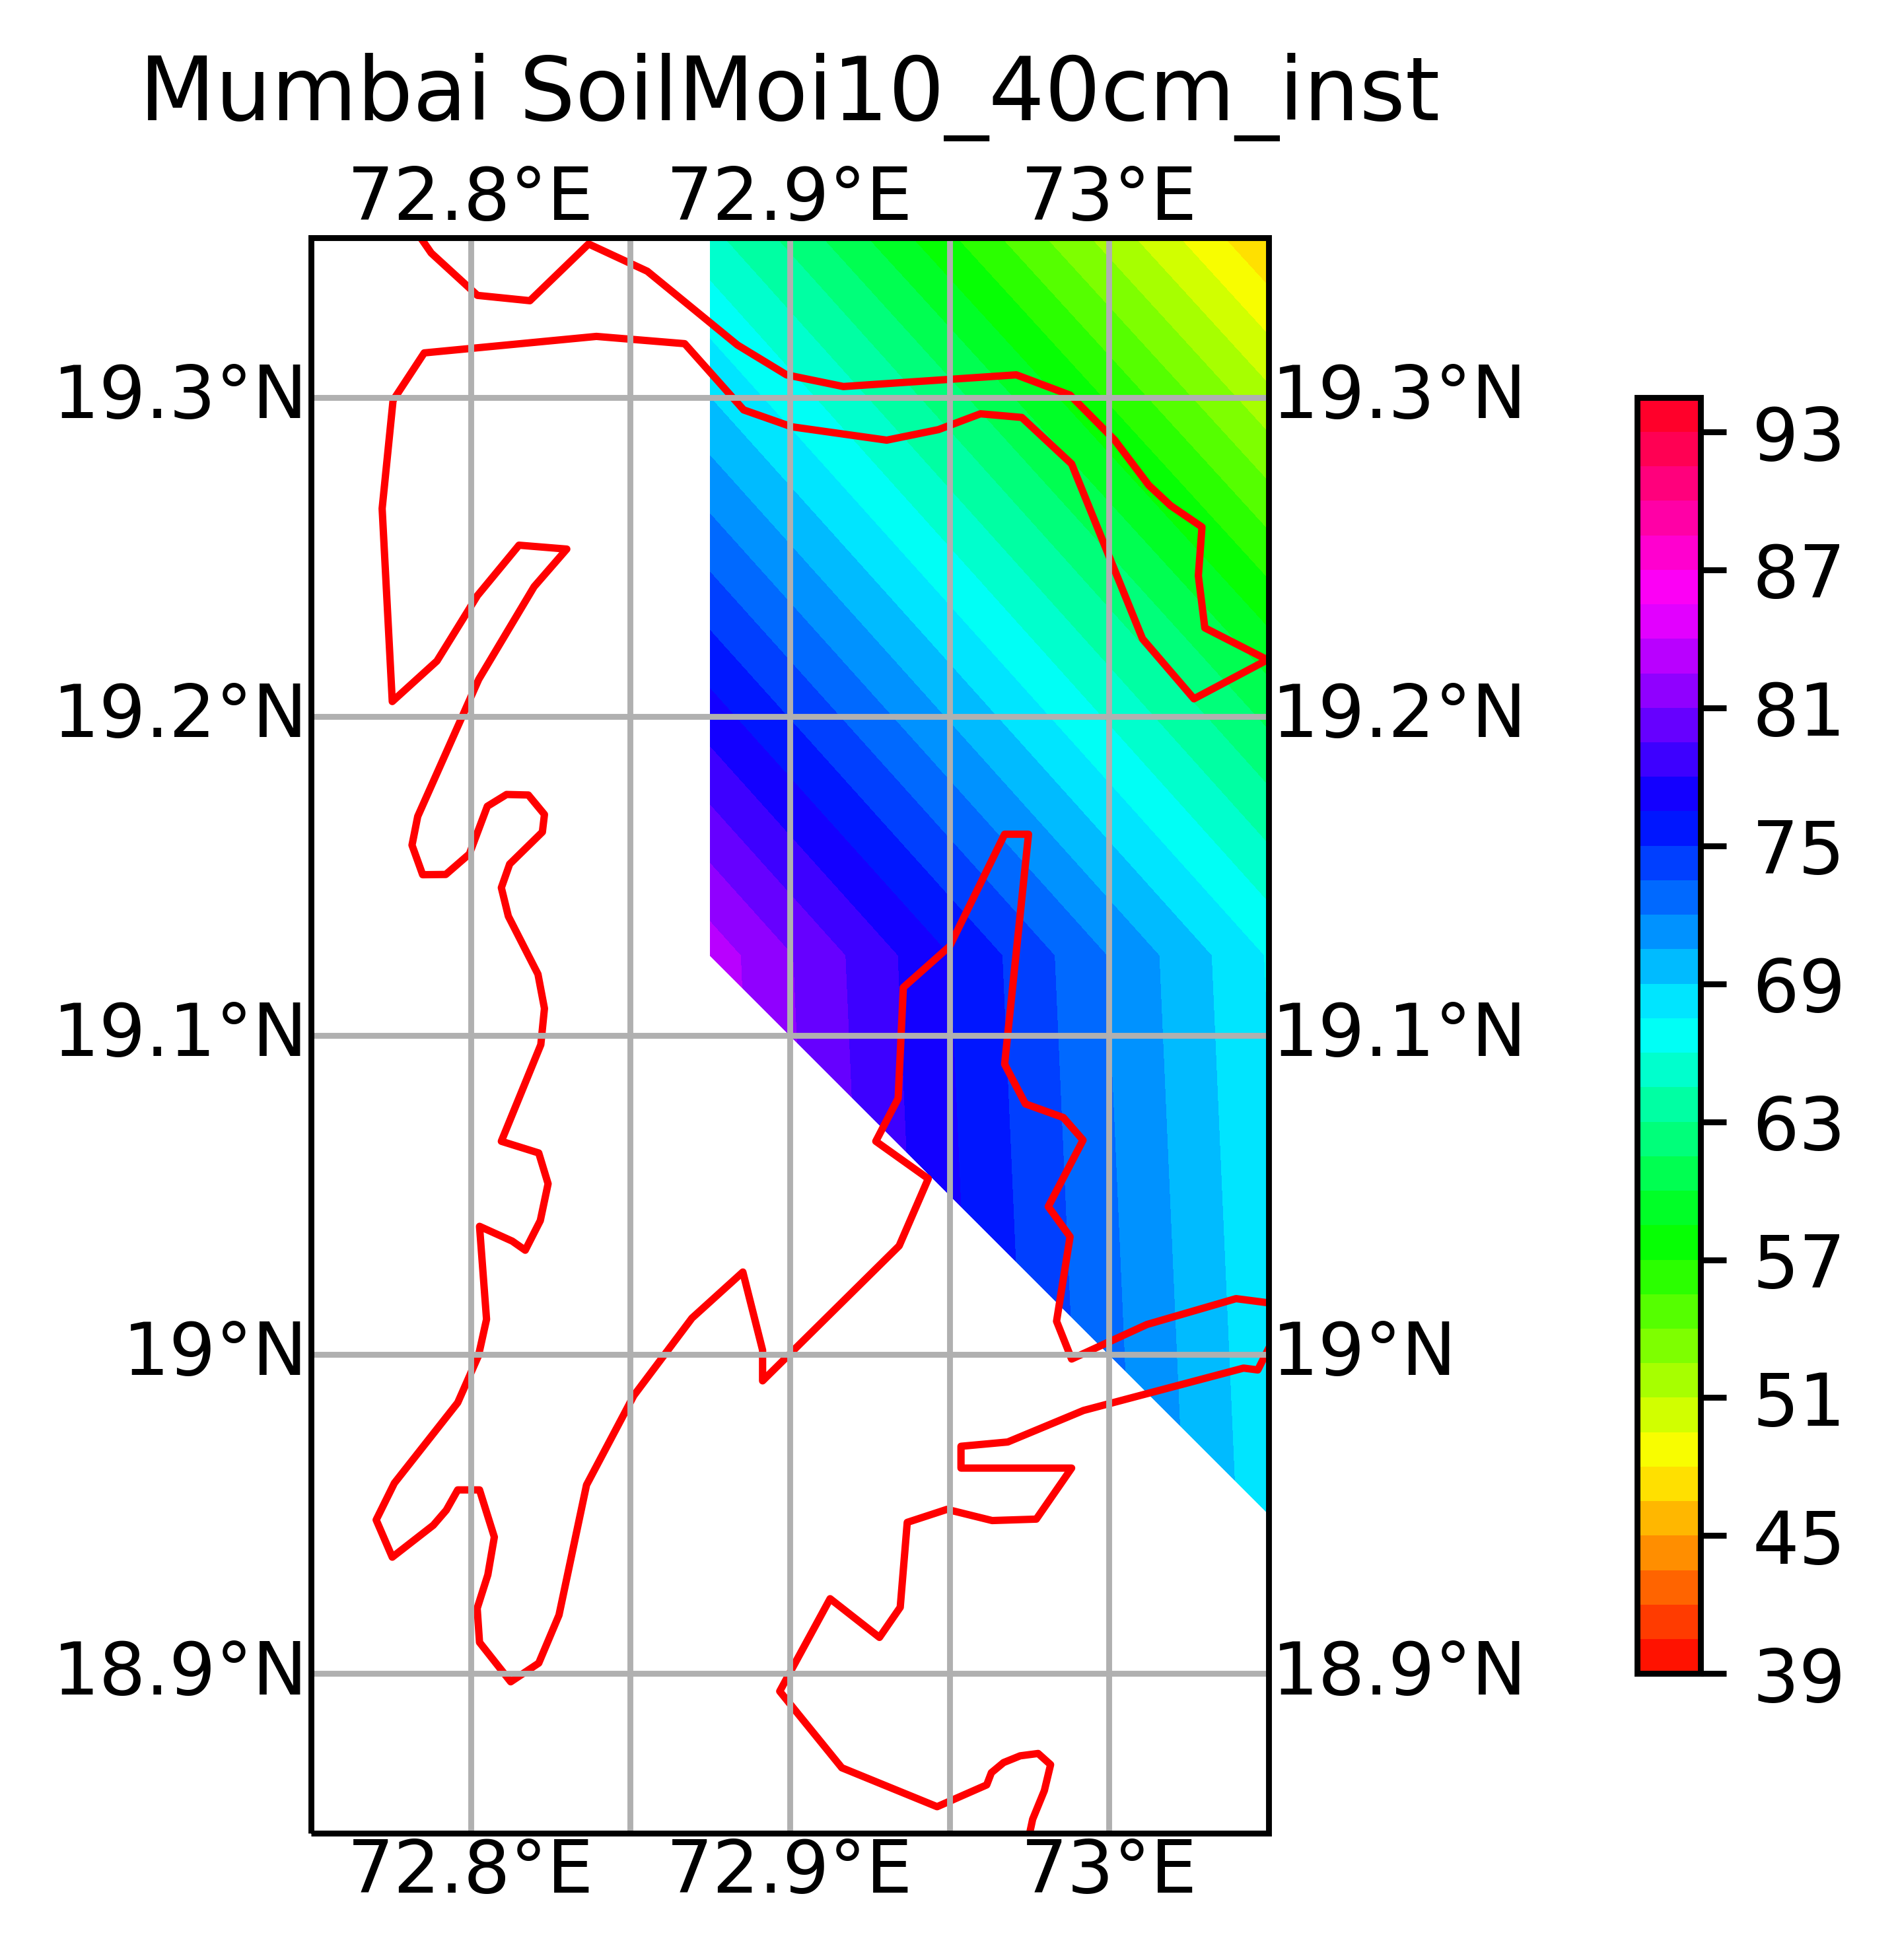 Mumbai SoilMoi10_40cm_inst
72.8°E 72.9°E 73°E
19.3°N 19.3°N
93
87
19.2°N 19.2°N
81
75
69
19.1°N 19.1°N
63
57
19°N 19°N
51
45
18.9°N 18.9°N
39
72.8°E 72.9°E 73°E